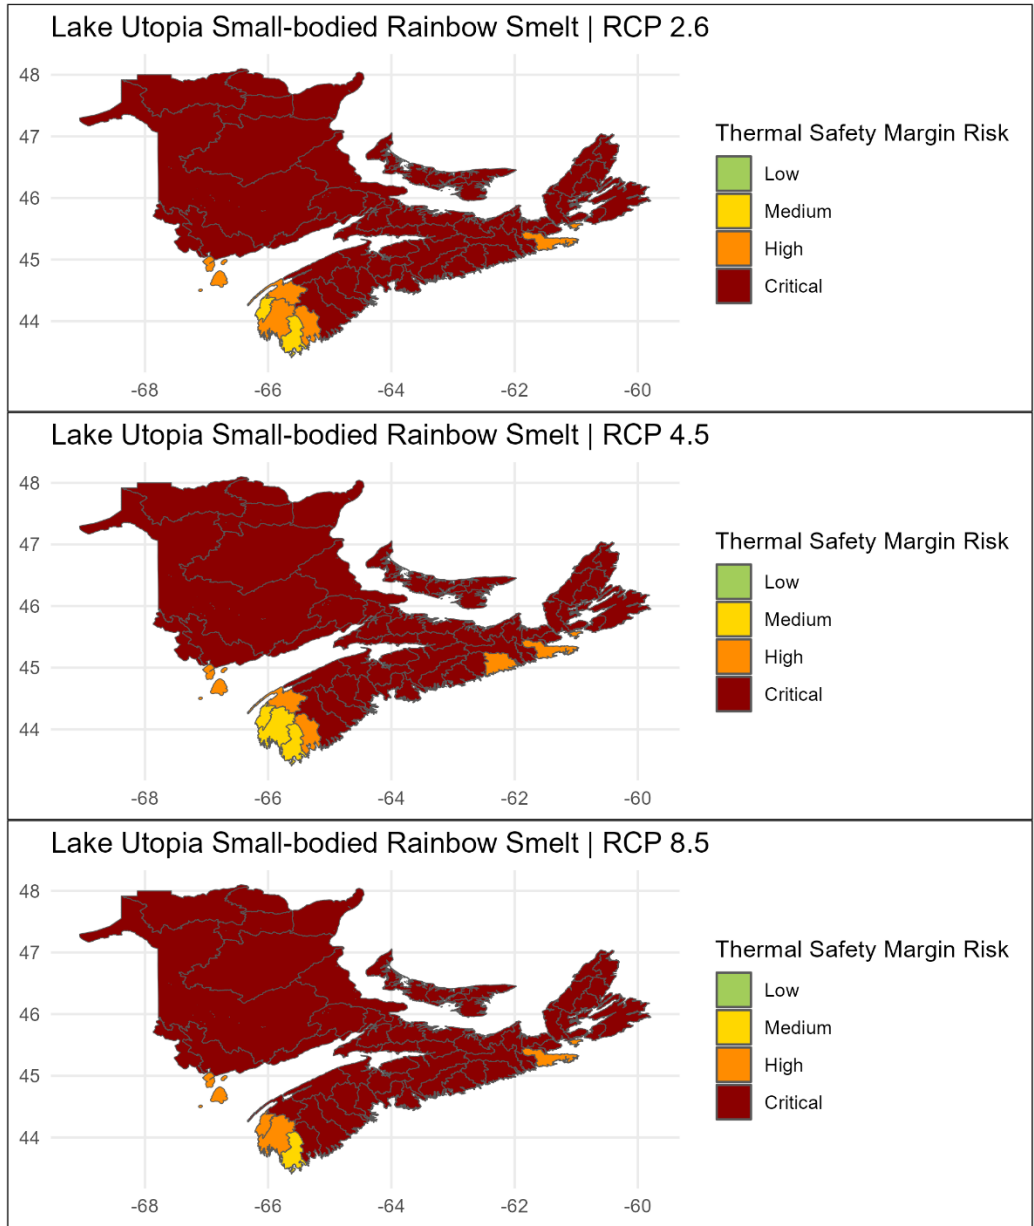 Lake Utopia Small-bodied Rainbow Smelt | RCP 2.6
48
47
46
45
44
-68
-66
-64
-62
-60
Thermal Safety Margin Risk
Low
Medium
High
Critical
Lake Utopia Small-bodied Rainbow Smelt | RCP 4.5
48
47
46
45
44
-68
-66
-64
-62
-60
Thermal Safety Margin Risk
Low
Medium
High
Critical
Lake Utopia Small-bodied Rainbow Smelt | RCP 8.5
48
47
46
45
44
-68
-66
-64
-62
-60
Thermal Safety Margin Risk
Low
Medium
High
Critical